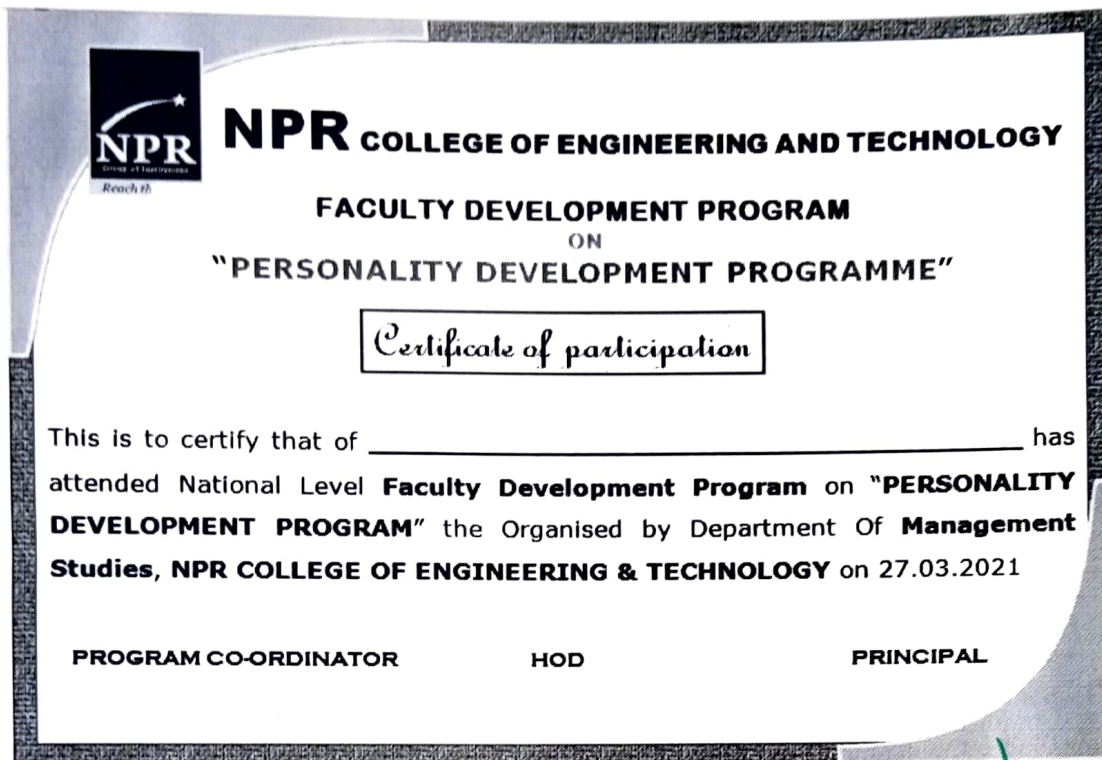 NPR
Group of Institutions
Reach th
NPR COLLEGE OF ENGINEERING AND TECHNOLOGY
FACULTY DEVELOPMENT PROGRAM
ON
"PERSONALITY DEVELOPMENT PROGRAMME"
Certificate of participation
This is to certify that of has
attended National Level Faculty Development Program on "PERSONALITY
DEVELOPMENT PROGRAM" the Organised by Department Of Management
Studies, NPR COLLEGE OF ENGINEERING & TECHNOLOGY on 27.03.2021
PROGRAM CO-ORDINATOR HOD PRINCIPAL